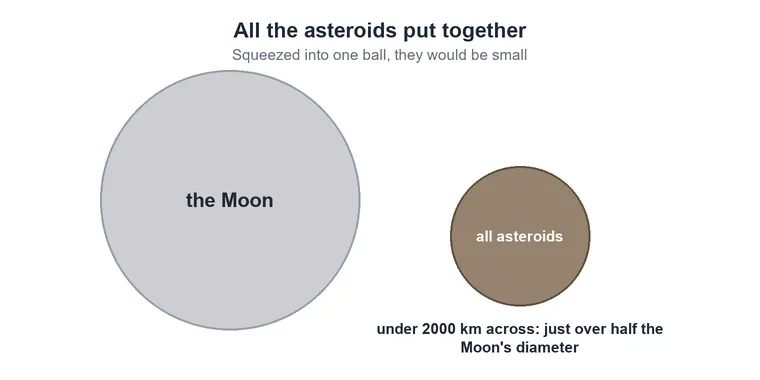 All the asteroids put together
Squeezed into one ball, they would be small
the Moon
all asteroids
under 2000 km across: just over half the
Moon's diameter